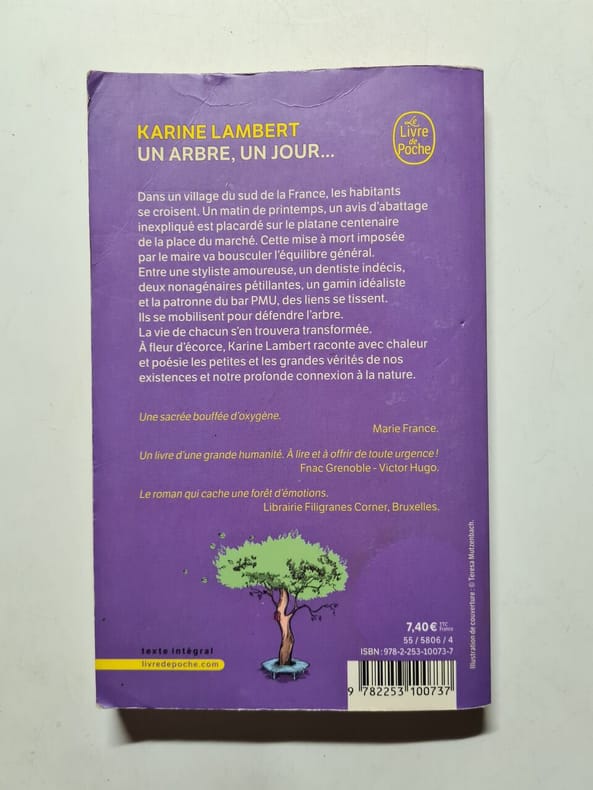 KARINE LAMBERT
UN ARBRE, UN JOUR...
Le
Livre
de
Poche
Dans un village du sud de la France, les habitants
se croisent. Un matin de printemps, un avis d'abattage
inexpliqué est placardé sur le platane centenaire
de la place du marché. Cette mise à mort imposée
par le maire va bousculer l'équilibre général.
Entre une styliste amoureuse, un dentiste indécis,
deux nonagénaires pétillantes, un gamin idéaliste
et la patronne du bar PMU, des liens se tissent.
Ils se mobilisent pour défendre l'arbre.
La vie de chacun s'en trouvera transformée.
À fleur d'écorce, Karine Lambert raconte avec chaleur
et poésie les petites et les grandes vérités de nos
existences et notre profonde connexion à la nature.
Une sacrée bouffée d'oxygène.
Marie France.
Un livre d'une grande humanité. À lire et à offrir de toute urgence !
Fnac Grenoble - Victor Hugo.
Le roman qui cache une forêt d'émotions.
Librairie Filigranes Corner, Bruxelles.
texte intégral
livredepoche.com
7,40 € TTC France
55 / 5806 / 4
ISBN : 978-2-253-10073-7
9 782253 100737
Illustration de couverture : © Teresa Mutzenbach.